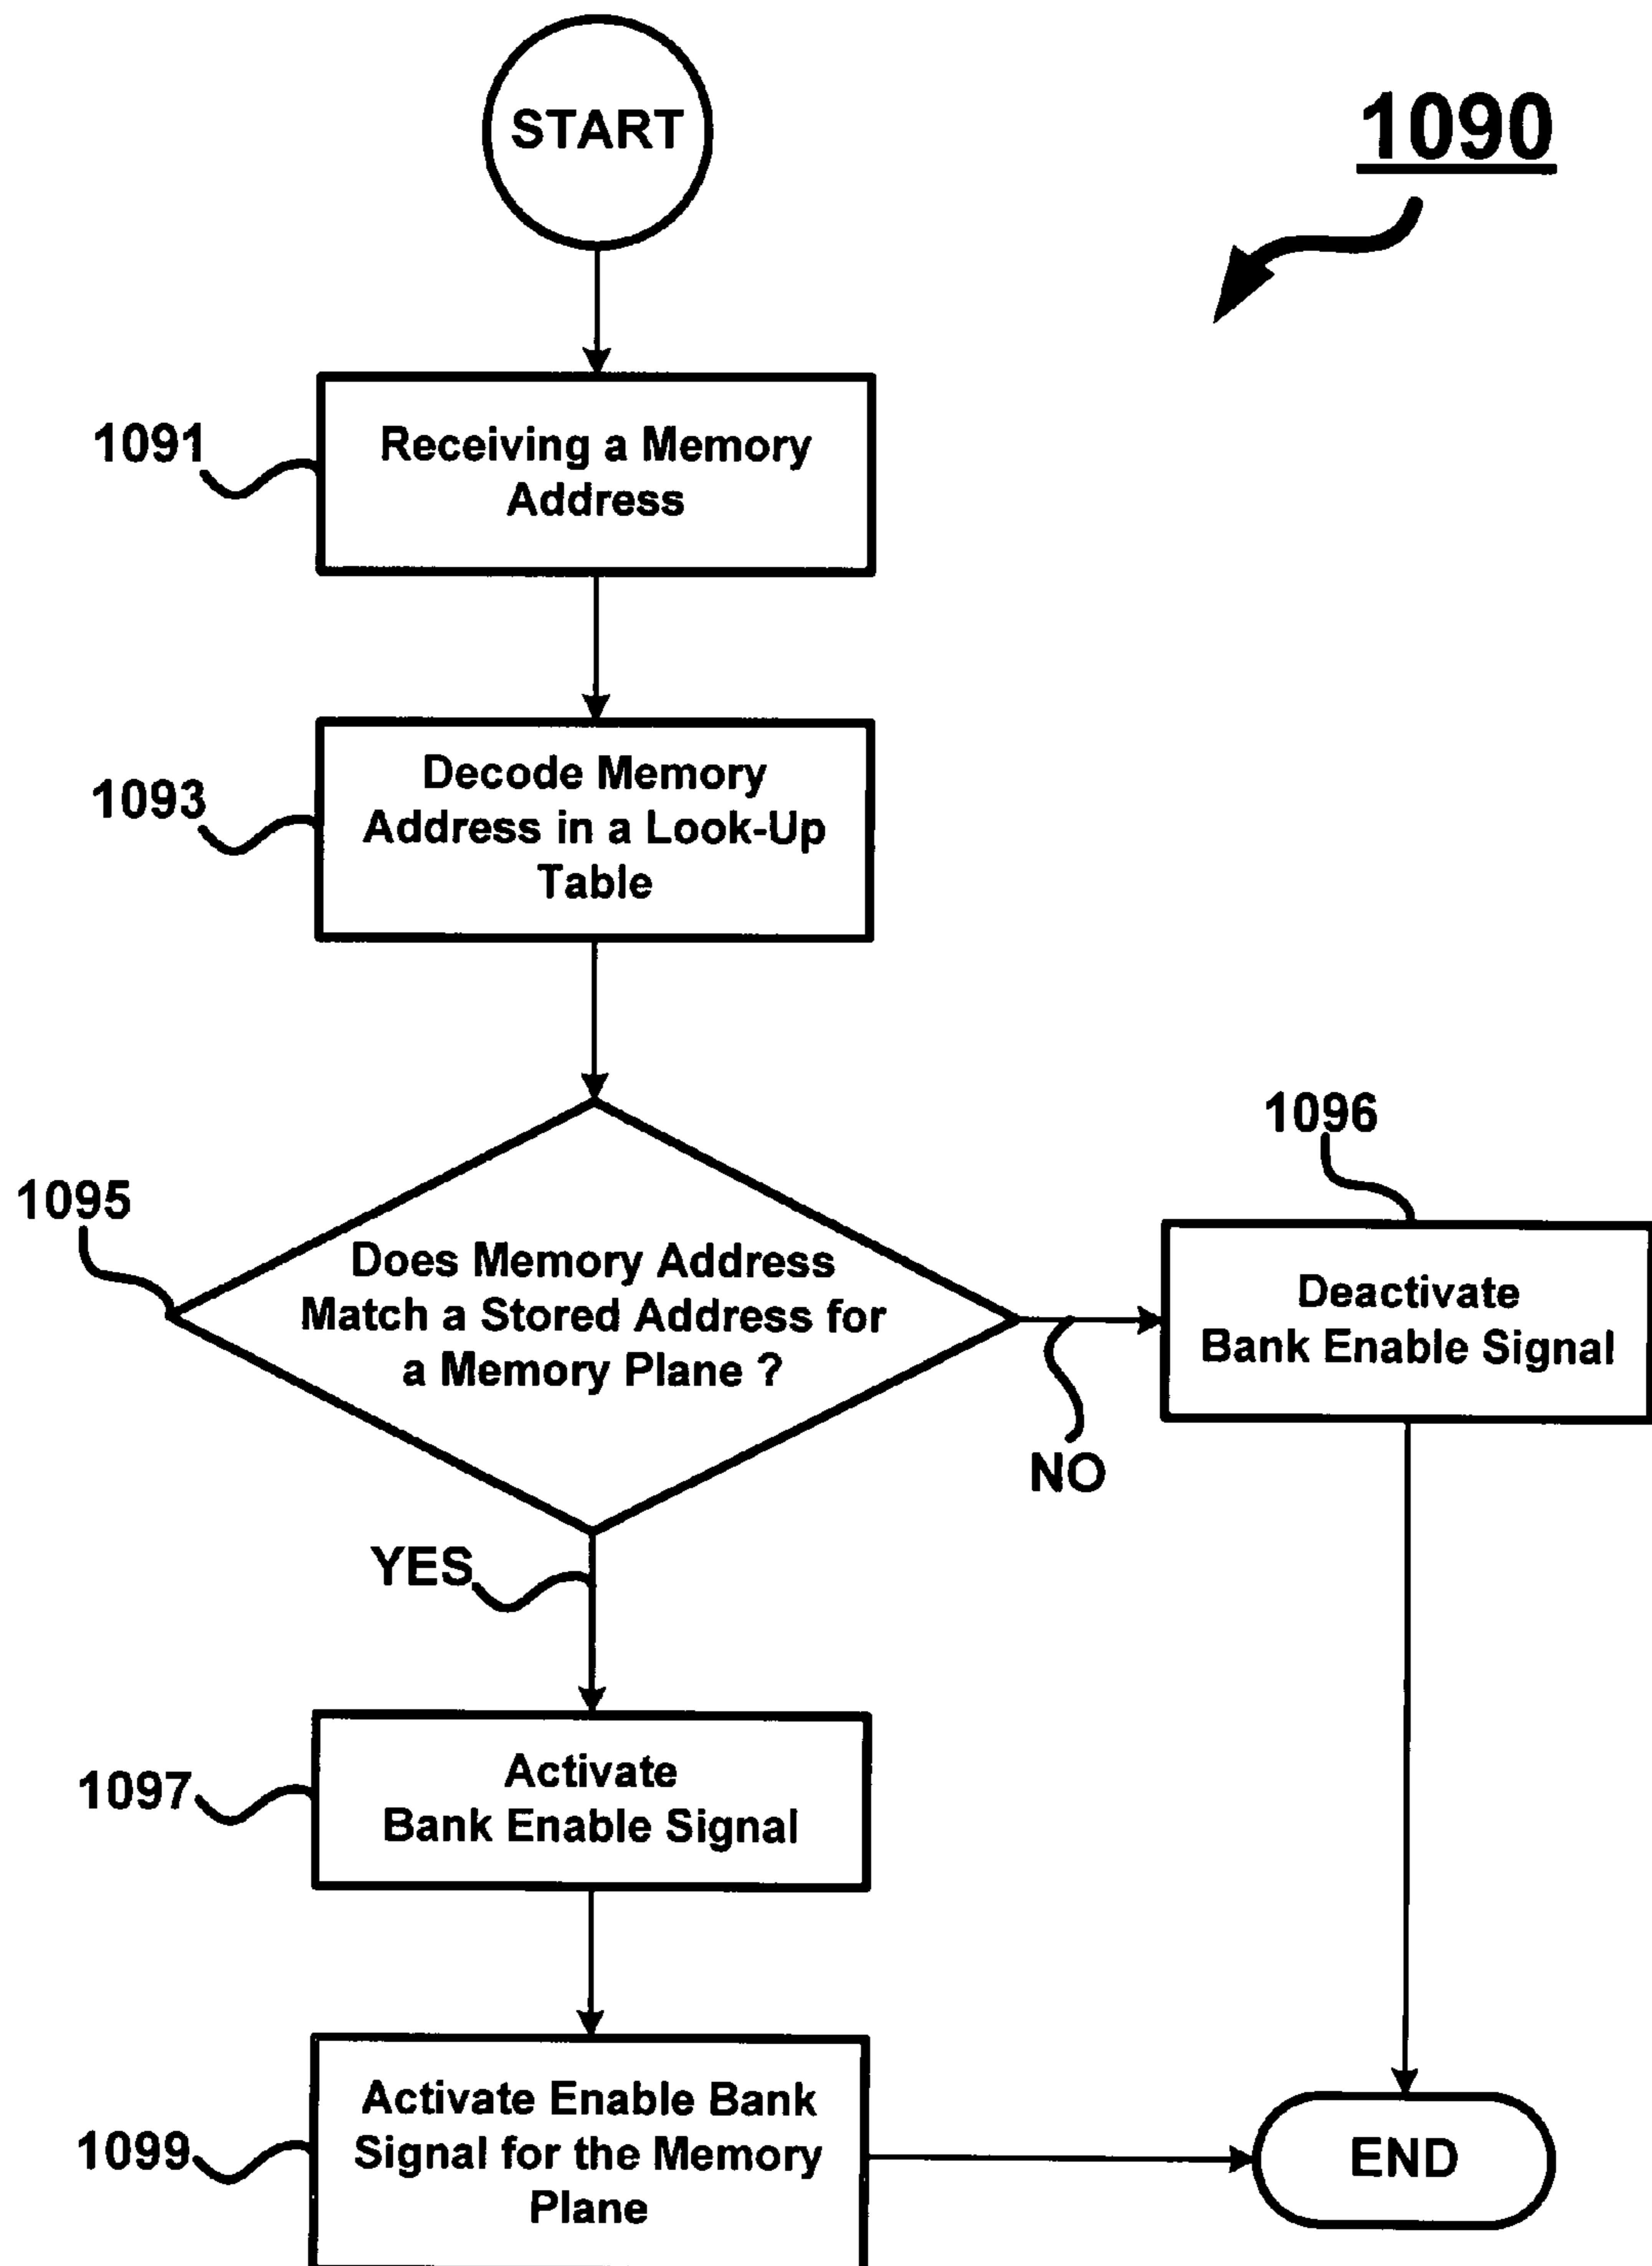 START
1090
1091
Receiving a Memory
Address
1093
Decode Memory
Address in a Look-Up
Table
1095
Does Memory Address
Match a Stored Address for
a Memory Plane ?
1096
Deactivate
Bank Enable Signal
NO
YES
1097
Activate
Bank Enable Signal
1099
Activate Enable Bank
Signal for the Memory
Plane
END